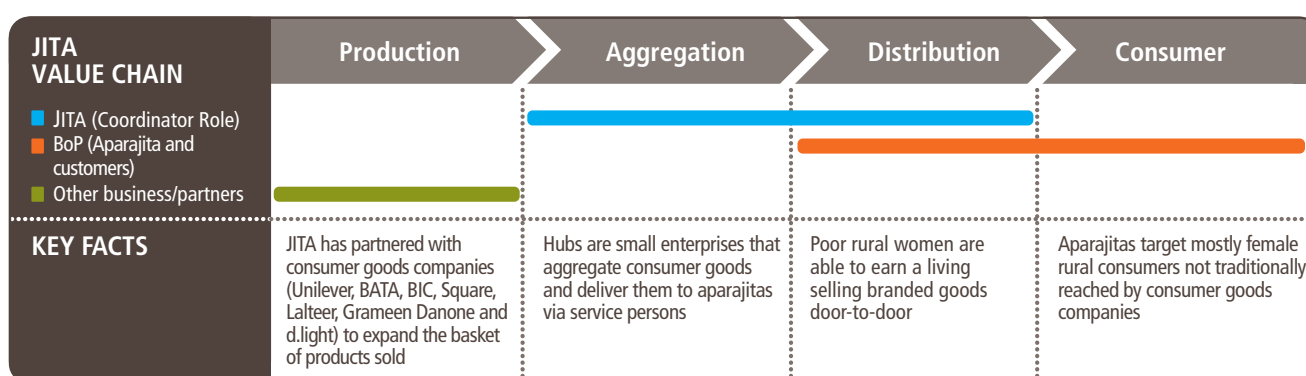 JITA
VALUE CHAIN
Production
Aggregation
Distribution
Consumer
JITA (Coordinator Role)
BoP (Aparajita and
customers)
Other business/partners
KEY FACTS
JITA has partnered with
consumer goods companies
(Unilever, BATA, BIC, Square,
Lalteer, Grameen Danone and
d.light) to expand the basket
of products sold
Hubs are small enterprises that
aggregate consumer goods
and deliver them to aparajitas
via service persons
Poor rural women are
able to earn a living
selling branded goods
door-to-door
Aparajitas target mostly female
rural consumers not traditionally
reached by consumer goods
companies